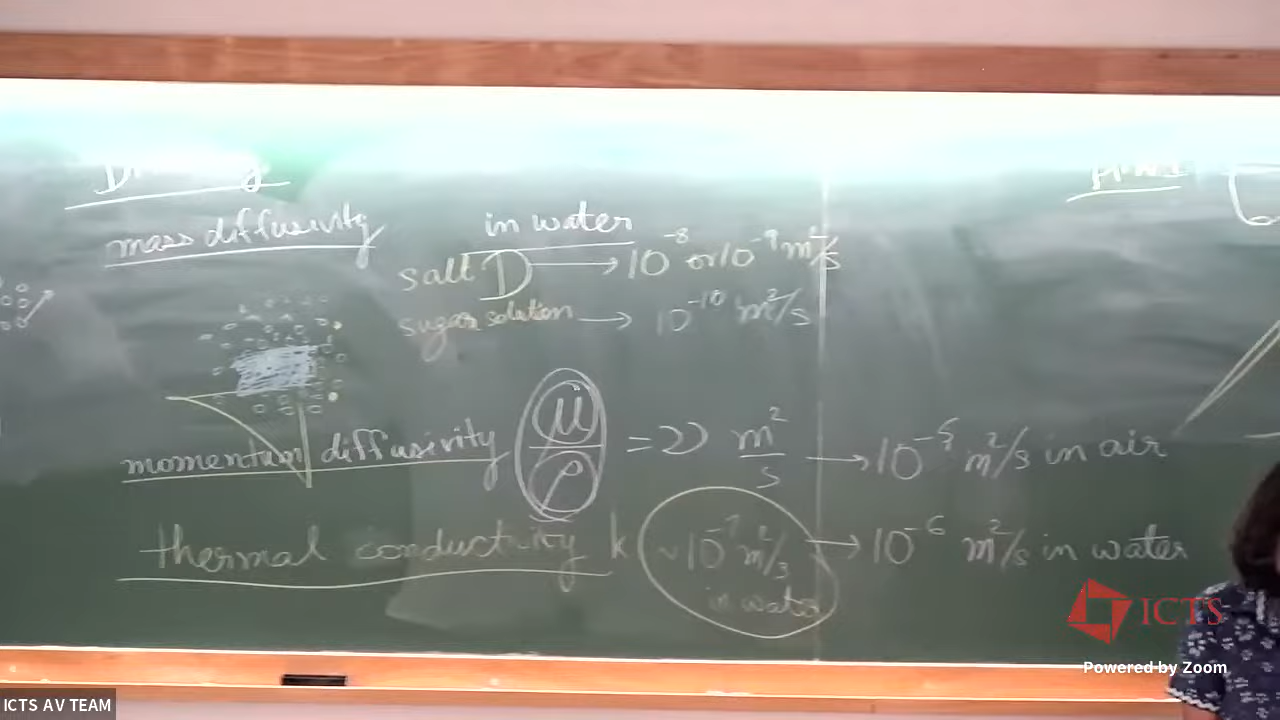 mass diffusivity
in water
salt D → 10⁻⁸ or 10⁻⁹ m²/s
sugar solution → 10⁻¹⁰ m²/s
momentum diffusivity μ/ρ = ν m²/s → 10⁻⁵ m²/s in air
thermal conductivity k ~10⁻⁷ m²/s in water → 10⁻⁶ m²/s in water
ICTS
Powered by Zoom
ICTS AV TEAM